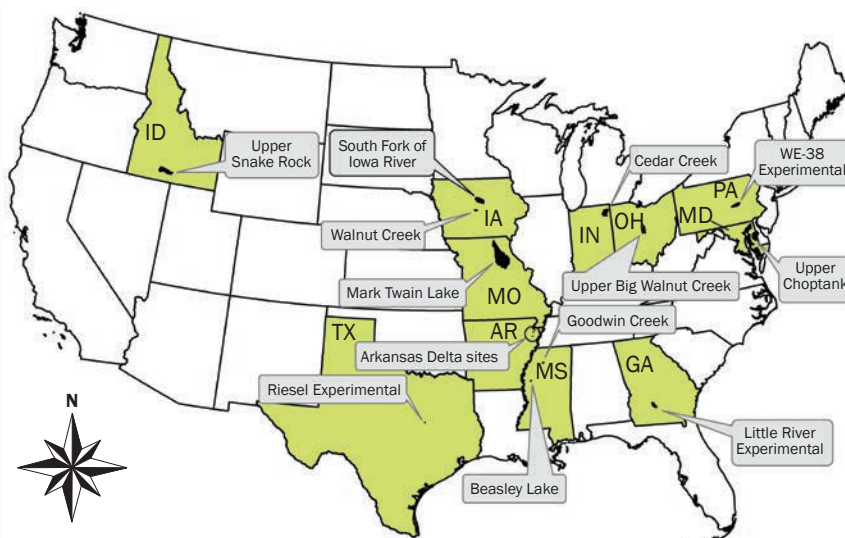 ID
Upper
Snake Rock
South Fork of
Iowa River
Cedar Creek
WE-38
Experimental
PA
IA
IN
OH
MD
Walnut Creek
Upper
Choptank
Mark Twain Lake
MO
Upper Big Walnut Creek
TX
AR
Goodwin Creek
Arkansas Delta sites
MS
GA
Riesel Experimental
N
Little River
Experimental
Beasley Lake